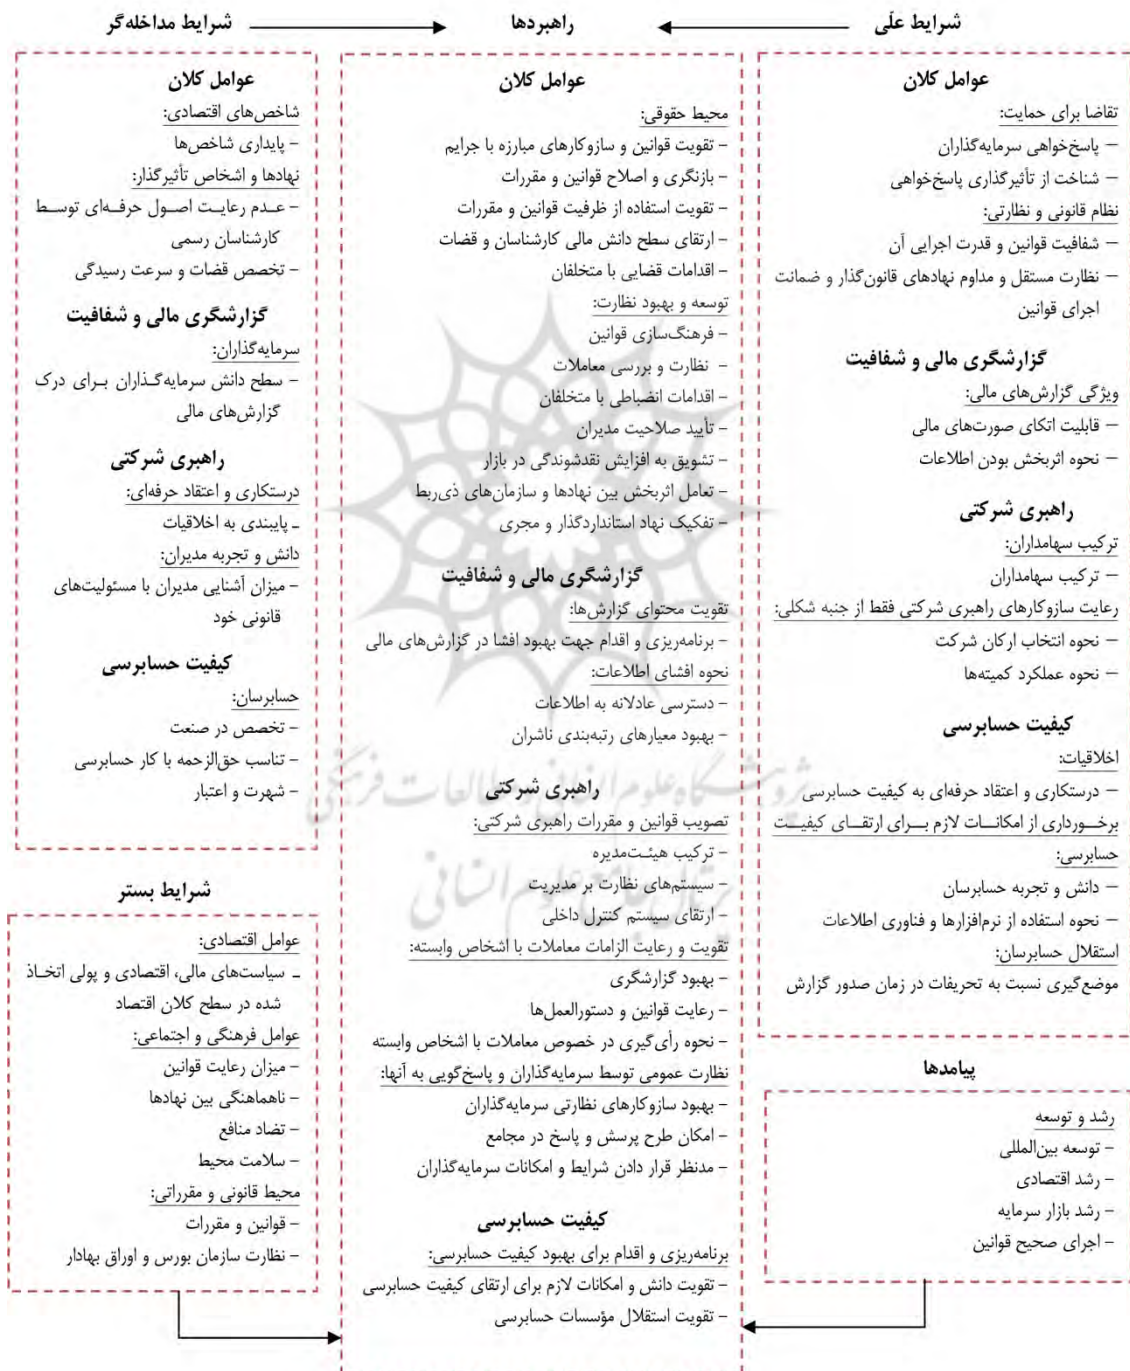 شرایط علّی
راهبردها
شرایط مداخله‌گر
عوامل کلان
تقاضا برای حمایت:
– پاسخ‌خواهی سرمایه‌گذاران
– شناخت از تأثیرگذاری پاسخ‌خواهی
نظام قانونی و نظارتی:
– شفافیت قوانین و قدرت اجرایی آن
– نظارت مستقل و مداوم نهادهای قانون‌گذار و ضمانت
اجرای قوانین
گزارشگری مالی و شفافیت
ویژگی گزارش‌های مالی:
– قابلیت اتکای صورت‌های مالی
– نحوه اثربخش بودن اطلاعات
راهبری شرکتی
ترکیب سهامداران:
– ترکیب سهامداران
رعایت سازوکارهای راهبری شرکتی فقط از جنبه شکلی:
– نحوه انتخاب ارکان شرکت
– نحوه عملکرد کمیته‌ها
کیفیت حسابرسی
اخلاقیات:
– درستکاری و اعتقاد حرفه‌ای به کیفیت حسابرسی
برخورداری از امکانات لازم برای ارتقای کیفیت
حسابرسی:
– دانش و تجربه حسابرسان
– نحوه استفاده از نرم‌افزارها و فناوری اطلاعات
استقلال حسابرسان:
موضع‌گیری نسبت به تحریفات در زمان صدور گزارش
پیامدها
رشد و توسعه
- توسعه بین‌المللی
- رشد اقتصادی
- رشد بازار سرمایه
- اجرای صحیح قوانین
عوامل کلان
محیط حقوقی:
- تقویت قوانین و سازوکارهای مبارزه با جرایم
- بازنگری و اصلاح قوانین و مقررات
- تقویت استفاده از ظرفیت قوانین و مقررات
- ارتقای سطح دانش مالی کارشناسان و قضات
- اقدامات قضایی با متخلفان
توسعه و بهبود نظارت:
- فرهنگ‌سازی قوانین
- نظارت و بررسی معاملات
- اقدامات انضباطی با متخلفان
- تأیید صلاحیت مدیران
- تشویق به افزایش نقدشوندگی در بازار
- تعامل اثربخش بین نهادها و سازمان‌های ذی‌ربط
- تفکیک نهاد استانداردگذار و مجری
گزارشگری مالی و شفافیت
تقویت محتوای گزارش‌ها:
- برنامه‌ریزی و اقدام جهت بهبود افشا در گزارش‌های مالی
نحوه افشای اطلاعات:
- دسترسی عادلانه به اطلاعات
- بهبود معیارهای رتبه‌بندی ناشران
راهبری شرکتی
تصویب قوانین و مقررات راهبری شرکتی:
- ترکیب هیئت‌مدیره
- سیستم‌های نظارت بر مدیریت
- ارتقای سیستم کنترل داخلی
تقویت و رعایت الزامات معاملات با اشخاص وابسته:
- بهبود گزارشگری
- رعایت قوانین و دستورالعمل‌ها
- نحوه رأی‌گیری در خصوص معاملات با اشخاص وابسته
نظارت عمومی توسط سرمایه‌گذاران و پاسخ‌گویی به آنها:
- بهبود سازوکارهای نظارتی سرمایه‌گذاران
- امکان طرح پرسش و پاسخ در مجامع
- مدنظر قرار دادن شرایط و امکانات سرمایه‌گذاران
کیفیت حسابرسی
برنامه‌ریزی و اقدام برای بهبود کیفیت حسابرسی:
- تقویت دانش و امکانات لازم برای ارتقای کیفیت حسابرسی
- تقویت استقلال مؤسسات حسابرسی
عوامل کلان
شاخص‌های اقتصادی:
- پایداری شاخص‌ها
نهادها و اشخاص تأثیرگذار:
- عدم رعایت اصول حرفه‌ای توسط
کارشناسان رسمی
- تخصص قضات و سرعت رسیدگی
گزارشگری مالی و شفافیت
سرمایه‌گذاران:
- سطح دانش سرمایه‌گذاران برای درک
گزارش‌های مالی
راهبری شرکتی
درستکاری و اعتقاد حرفه‌ای:
ـ پایبندی به اخلاقیات
دانش و تجربه مدیران:
- میزان آشنایی مدیران با مسئولیت‌های
قانونی خود
کیفیت حسابرسی
حسابرسان:
- تخصص در صنعت
- تناسب حق‌الزحمه با کار حسابرسی
- شهرت و اعتبار
شرایط بستر
عوامل اقتصادی:
ـ سیاست‌های مالی، اقتصادی و پولی اتخاذ
شده در سطح کلان اقتصاد
عوامل فرهنگی و اجتماعی:
- میزان رعایت قوانین
- ناهماهنگی بین نهادها
- تضاد منافع
- سلامت محیط
محیط قانونی و مقرراتی:
- قوانین و مقررات
- نظارت سازمان بورس و اوراق بهادار
پژوهشگاه علوم انسانی و مطالعات فرهنگی
پرتال جامع علوم انسانی